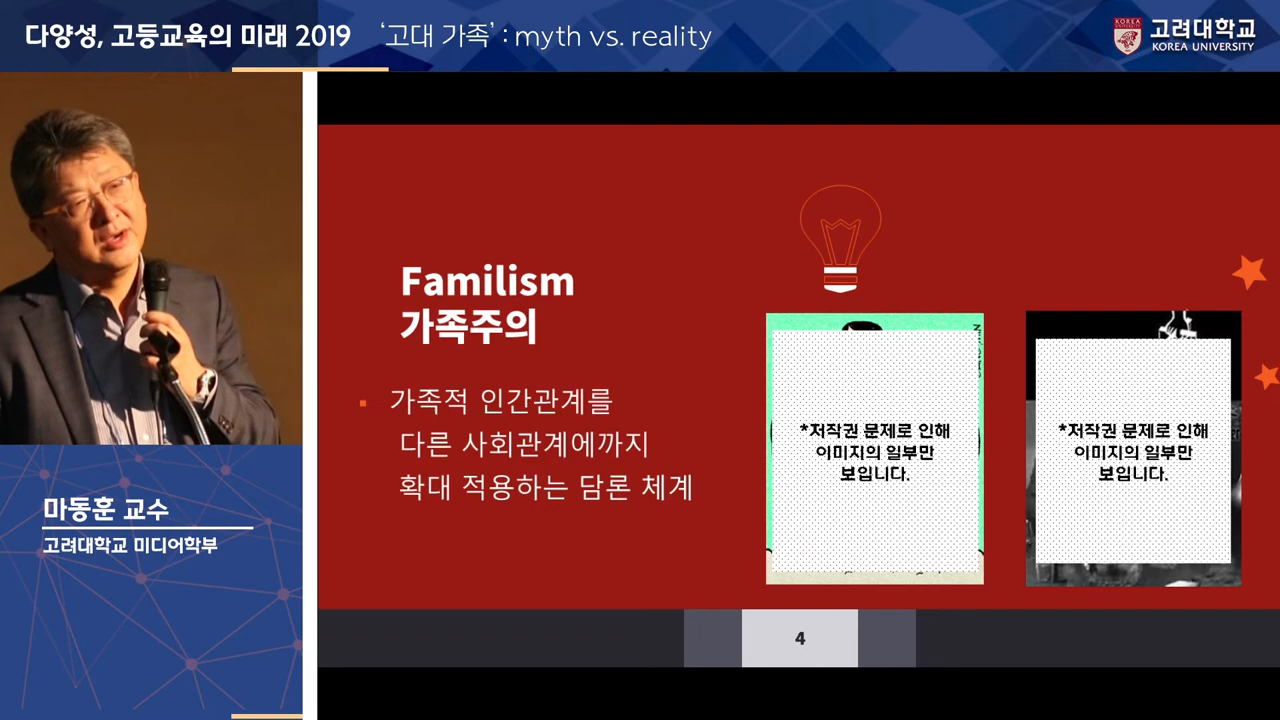 다양성, 고등교육의 미래 2019 ‘고대 가족’ : myth vs. reality
KOREA
UNIVERSITY
고려대학교
KOREA UNIVERSITY
Familism
가족주의
가족적 인간관계를
다른 사회관계에까지
확대 적용하는 담론 체계
*저작권 문제로 인해
이미지의 일부만
보입니다.
*저작권 문제로 인해
이미지의 일부만
보입니다.
마동훈 교수
고려대학교 미디어학부
4